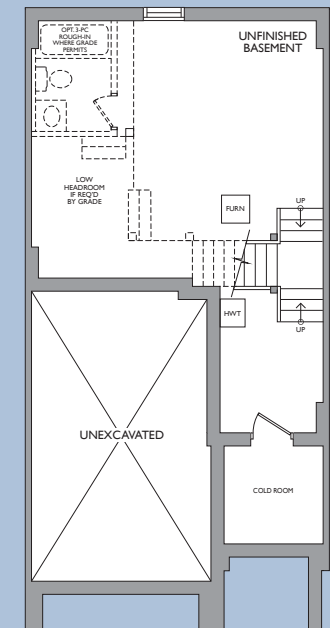 OPT. 3-PC
ROUGH-IN
WHERE GRADE
PERMITS
UNFINISHED
BASEMENT
LOW
HEADROOM
IF REQ'D
BY GRADE
FURN
UP
HWT
UP
UNEXCAVATED
COLD ROOM